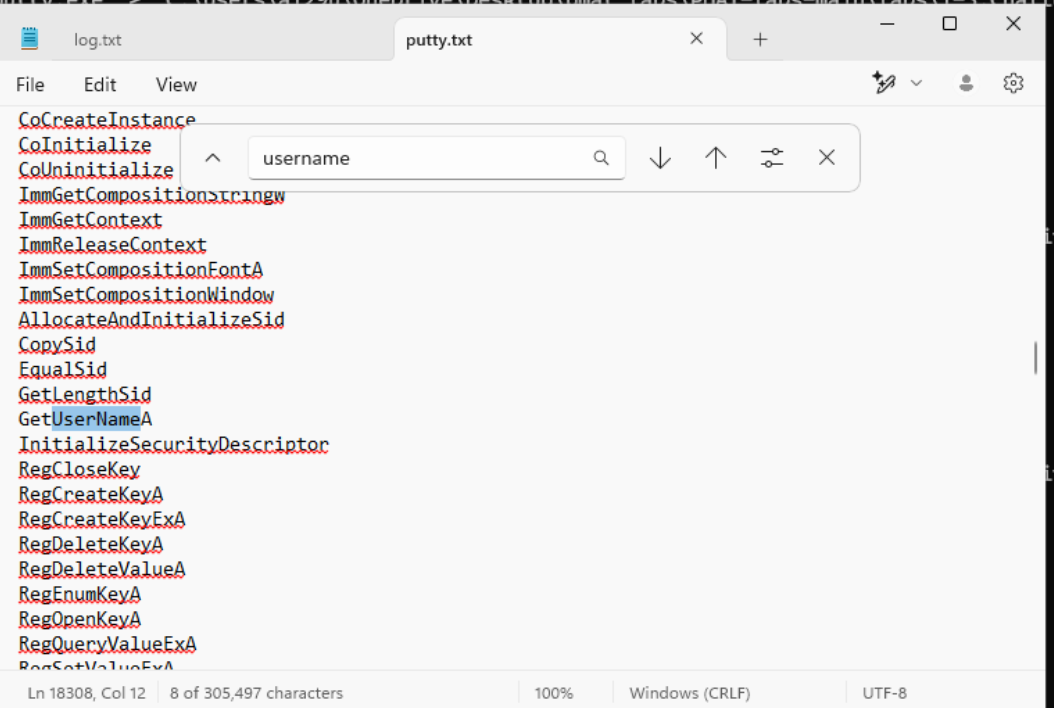 log.txt
putty.txt
File Edit View
CoCreateInstance
CoInitialize
username
CoUninitialize
ImmGetCompositionStringW
ImmGetContext
ImmReleaseContext
ImmSetCompositionFontA
ImmSetCompositionWindow
AllocateAndInitializeSid
CopySid
EqualSid
GetLengthSid
GetUserNameA
InitializeSecurityDescriptor
RegCloseKey
RegCreateKeyA
RegCreateKeyExA
RegDeleteKeyA
RegDeleteValueA
RegEnumKeyA
RegOpenKeyA
RegQueryValueExA
RegSetValueExA
Ln 18308, Col 12 8 of 305,497 characters 100% Windows (CRLF) UTF-8